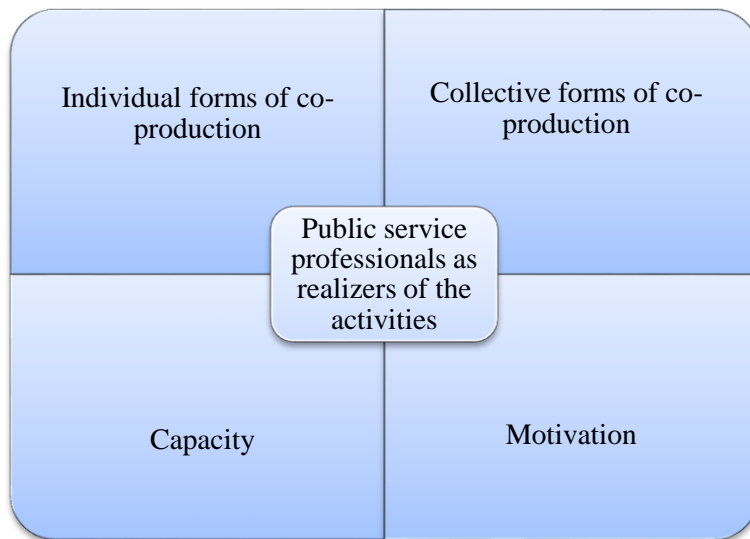 Individual forms of co-
production
Collective forms of co-
production
Public service
professionals as
realizers of the
activities
Capacity
Motivation